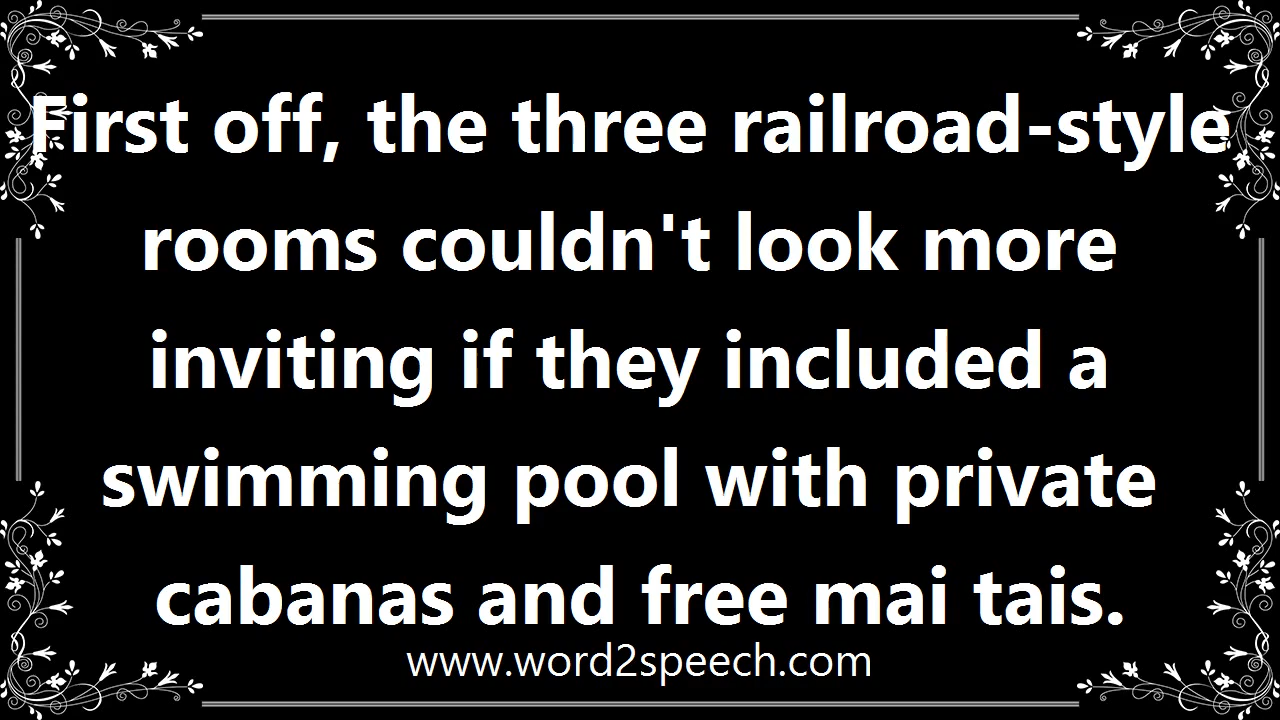 First off, the three railroad-style
rooms couldn't look more
inviting if they included a
swimming pool with private
cabanas and free mai tais.
www.word2speech.com